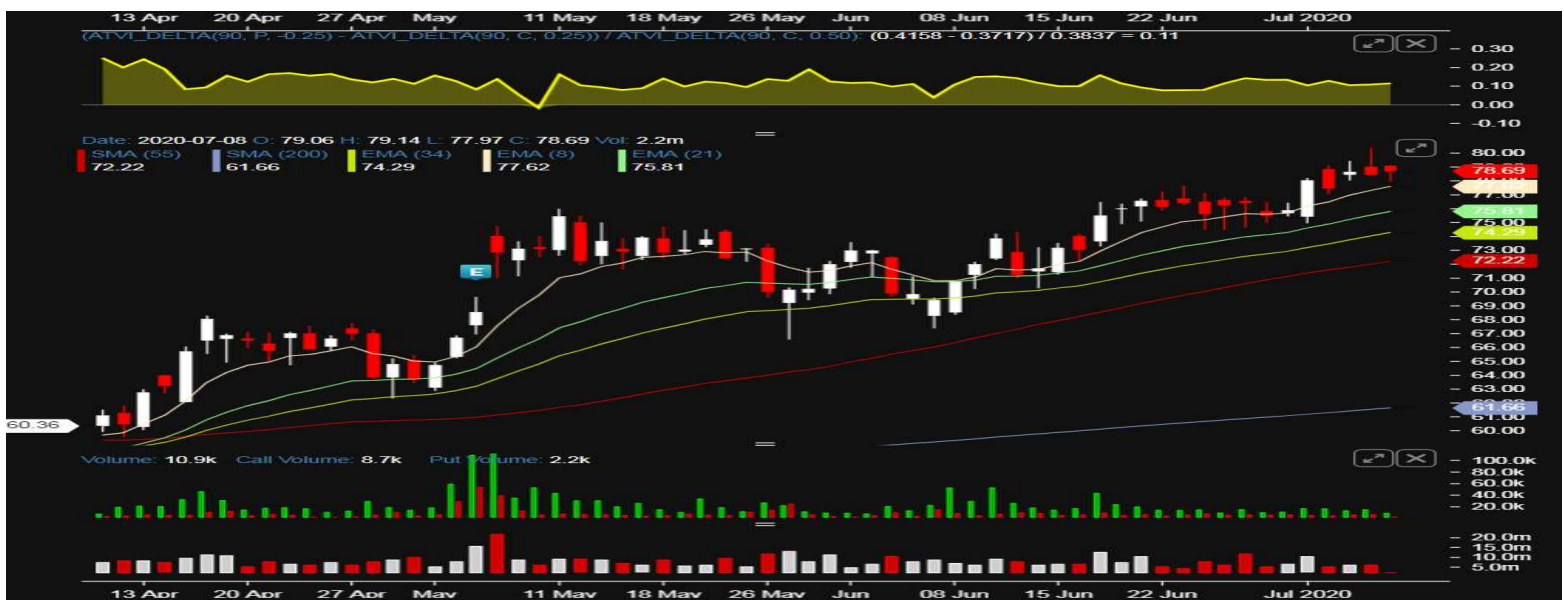 13 Apr 20 Apr 27 Apr May 11 May 18 May 26 May Jun 08 Jun 15 Jun 22 Jun Jul 2020
(ATVI_DELTA(90, P, -0.25) - ATVI_DELTA(90, C, 0.25)) / ATVI_DELTA(90, C, 0.50): (0.4158 - 0.3717) / 0.3837 = 0.11
0.30
0.20
0.10
0.00
-0.10
Date: 2020-07-08 O: 79.06 H: 79.14 L: 77.97 C: 78.69 Vol: 2.2m
SMA (55) SMA (200) EMA (34) EMA (8) EMA (21)
72.22 61.66 74.29 77.62 75.81
80.00
78.69
77.62
77.00
75.81
75.00
74.29
73.00
72.22
71.00
70.00
69.00
68.00
67.00
66.00
65.00
64.00
63.00
61.66
61.00
60.00
E
60.36
Volume: 10.9k Call Volume: 8.7k Put Volume: 2.2k
100.0k
80.0k
60.0k
40.0k
20.0k
20.0m
15.0m
10.0m
5.0m
13 Apr 20 Apr 27 Apr May 11 May 18 May 26 May Jun 08 Jun 15 Jun 22 Jun Jul 2020